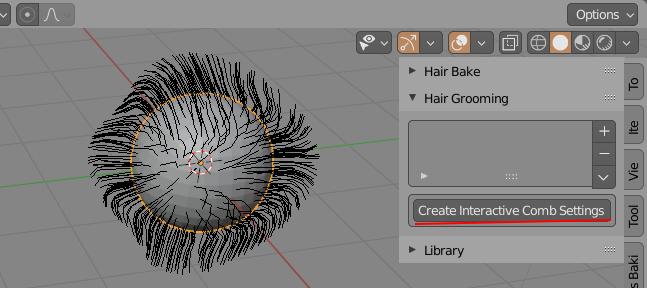 Options
Hair Bake
Hair Grooming
Create Interactive Comb Settings
Library
To
Ite
Vie
Tool
s Baki